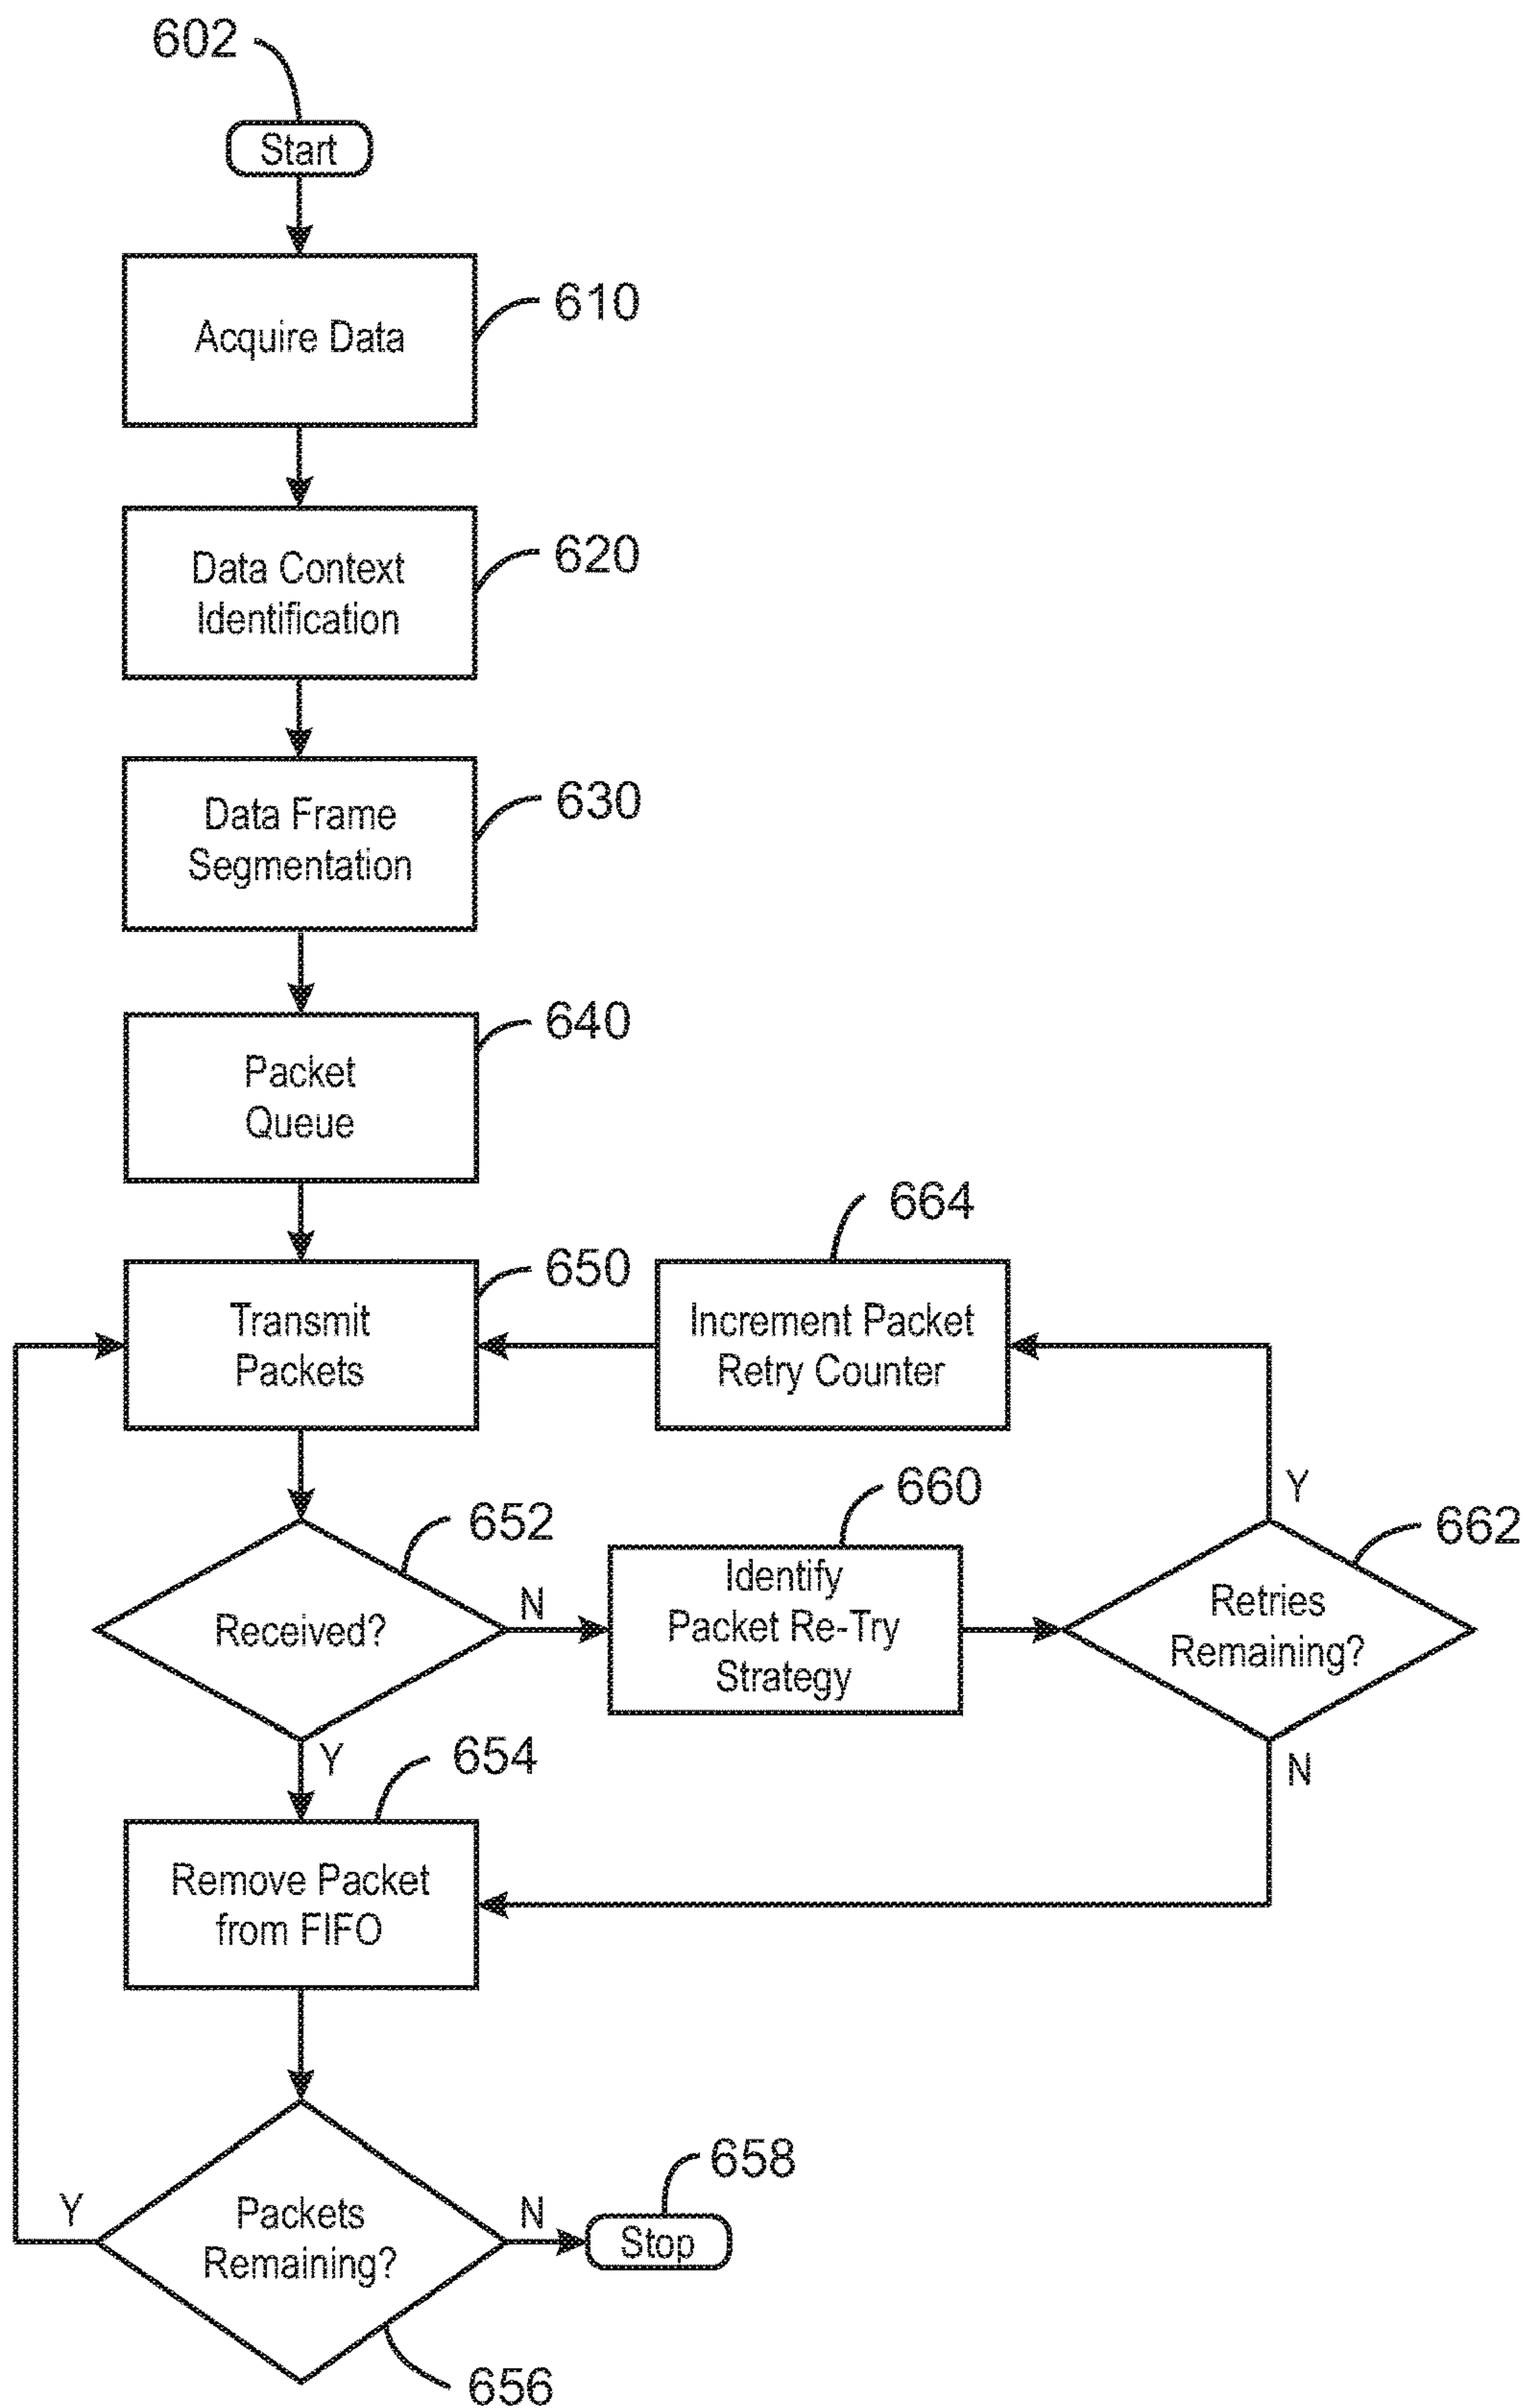 602
Start
610
Acquire Data
620
Data Context
Identification
630
Data Frame
Segmentation
640
Packet
Queue
664
650
Transmit
Packets
Increment Packet
Retry Counter
660
Y
652
662
Received?
N
Identify
Packet Re-Try
Strategy
Retries
Remaining?
Y
654
N
Remove Packet
from FIFO
658
Y
Packets
Remaining?
N
Stop
656